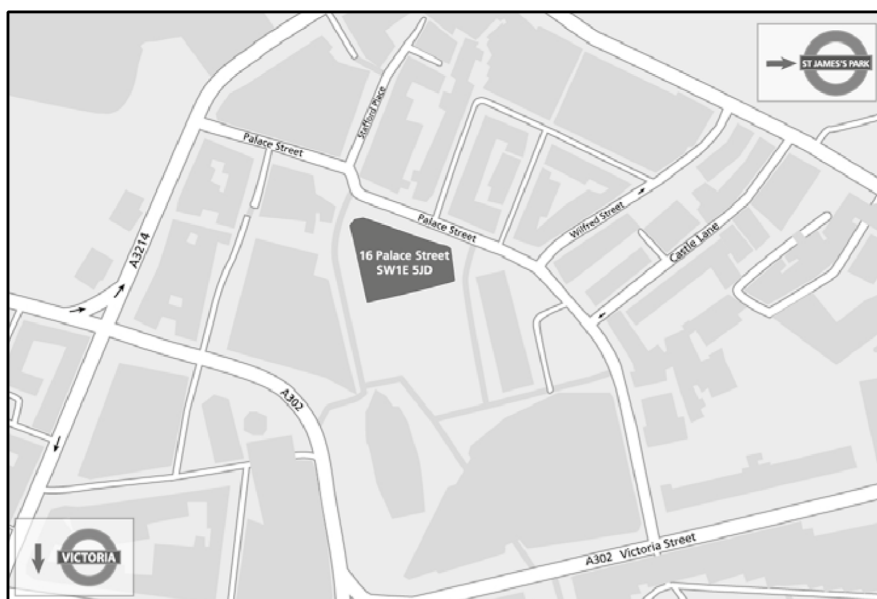 ST JAMES'S PARK
Stafford Place
Palace Street
Palace Street
Wilfred Street
Castle Lane
16 Palace Street
SW1E 5JD
A3214
A302
VICTORIA
A302 Victoria Street